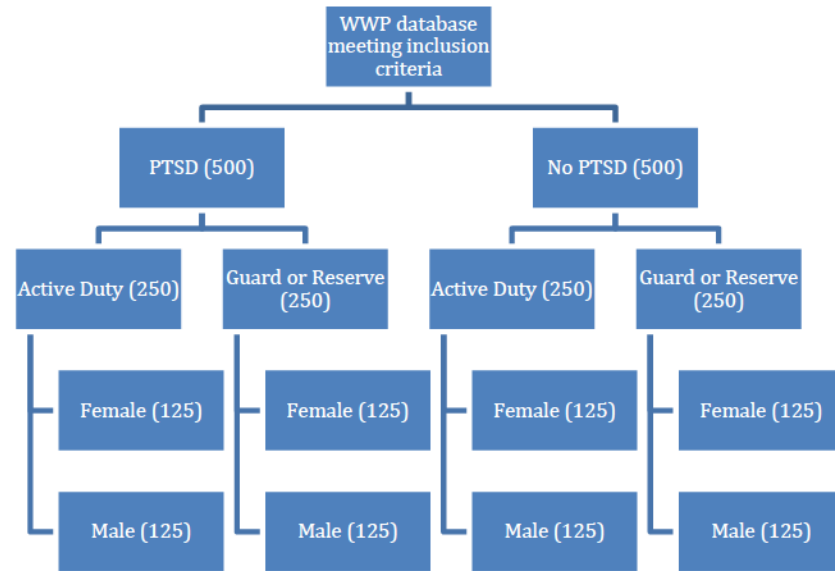 WWP database
meeting inclusion
criteria
PTSD (500)
No PTSD (500)
Active Duty (250)
Guard or Reserve
(250)
Active Duty (250)
Guard or Reserve
(250)
Female (125)
Female (125)
Female (125)
Female (125)
Male (125)
Male (125)
Male (125)
Male (125)